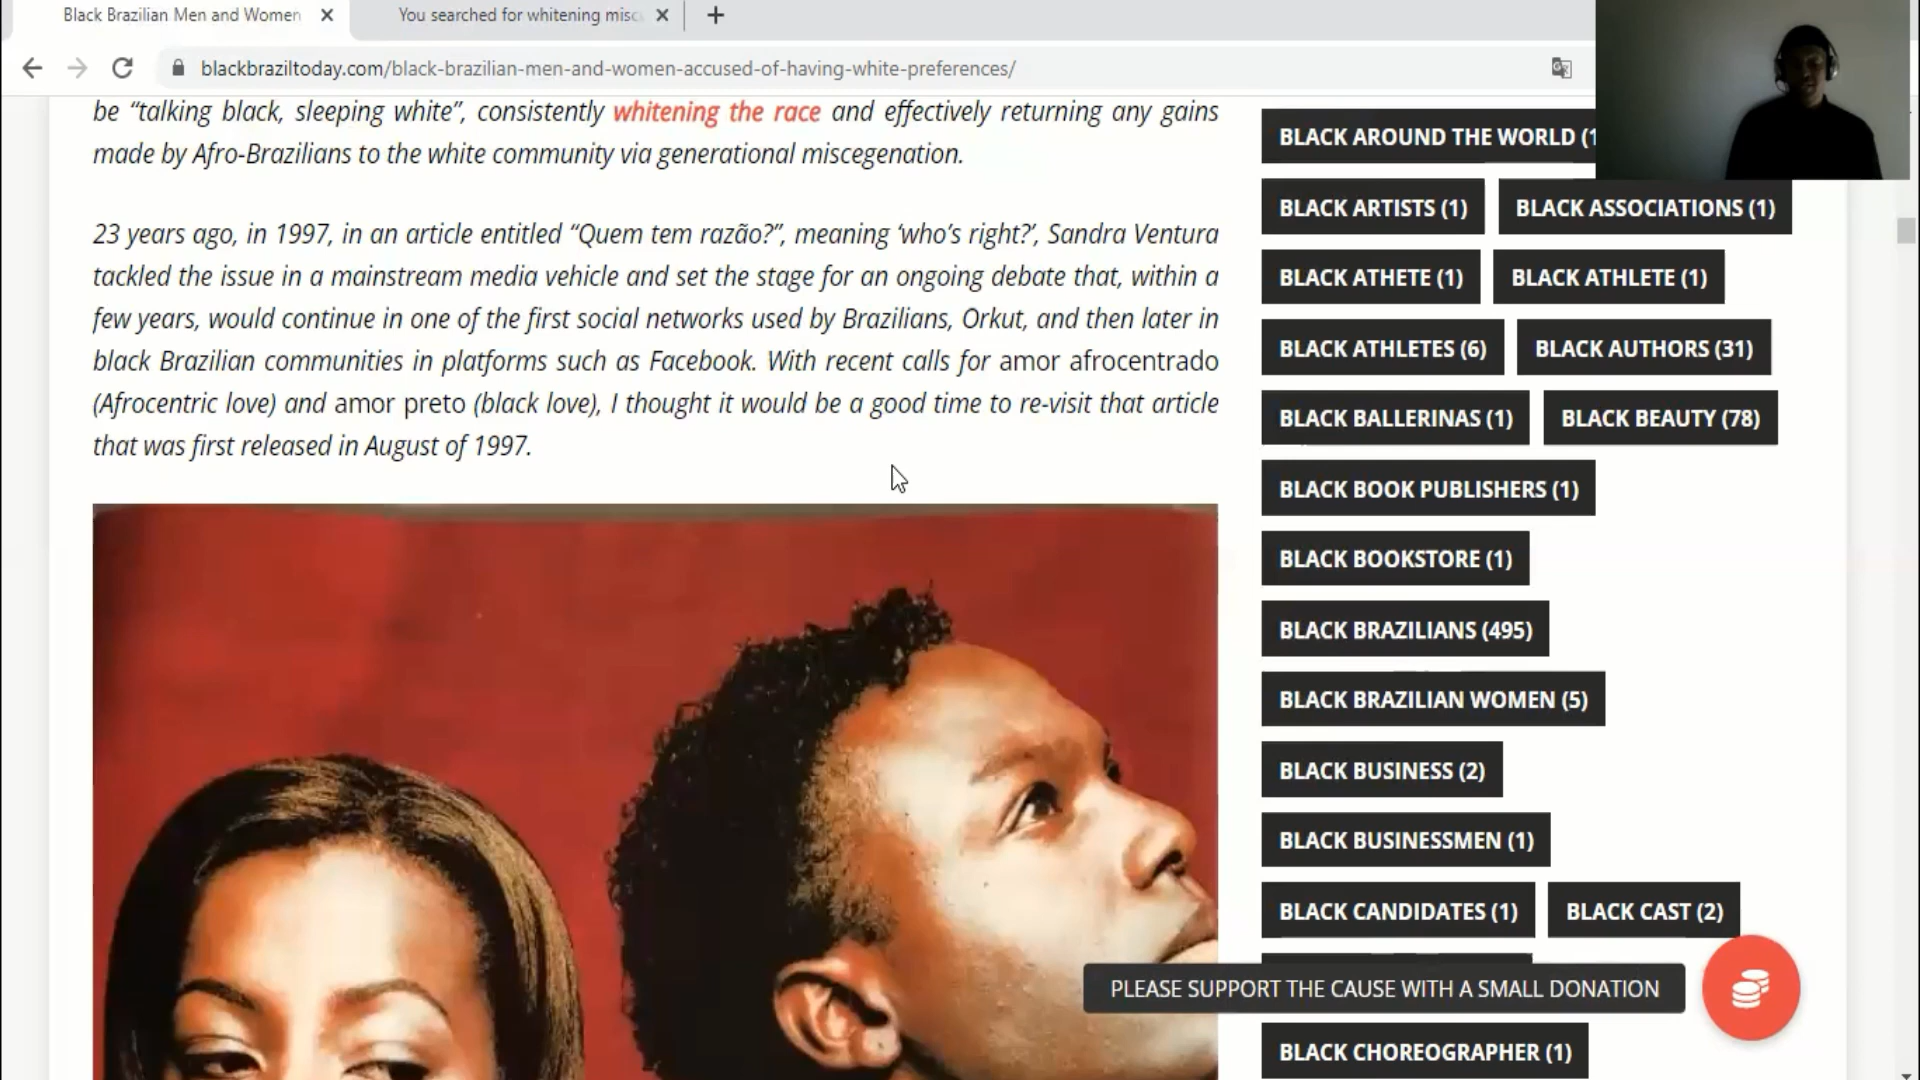 Black Brazilian Men and Women
You searched for whitening misc
blackbraziltoday.com/black-brazilian-men-and-women-accused-of-having-white-preferences/
be “talking black, sleeping white”, consistently whitening the race and effectively returning any gains
made by Afro-Brazilians to the white community via generational miscegenation.
23 years ago, in 1997, in an article entitled “Quem tem razão?”, meaning ‘who’s right?’, Sandra Ventura
tackled the issue in a mainstream media vehicle and set the stage for an ongoing debate that, within a
few years, would continue in one of the first social networks used by Brazilians, Orkut, and then later in
black Brazilian communities in platforms such as Facebook. With recent calls for amor afrocentrado
(Afrocentric love) and amor preto (black love), I thought it would be a good time to re-visit that article
that was first released in August of 1997.
BLACK AROUND THE WORLD (1
BLACK ARTISTS (1) BLACK ASSOCIATIONS (1)
BLACK ATHETE (1) BLACK ATHLETE (1)
BLACK ATHLETES (6) BLACK AUTHORS (31)
BLACK BALLERINAS (1) BLACK BEAUTY (78)
BLACK BOOK PUBLISHERS (1)
BLACK BOOKSTORE (1)
BLACK BRAZILIANS (495)
BLACK BRAZILIAN WOMEN (5)
BLACK BUSINESS (2)
BLACK BUSINESSMEN (1)
BLACK CANDIDATES (1) BLACK CAST (2)
PLEASE SUPPORT THE CAUSE WITH A SMALL DONATION
BLACK CHOREOGRAPHER (1)